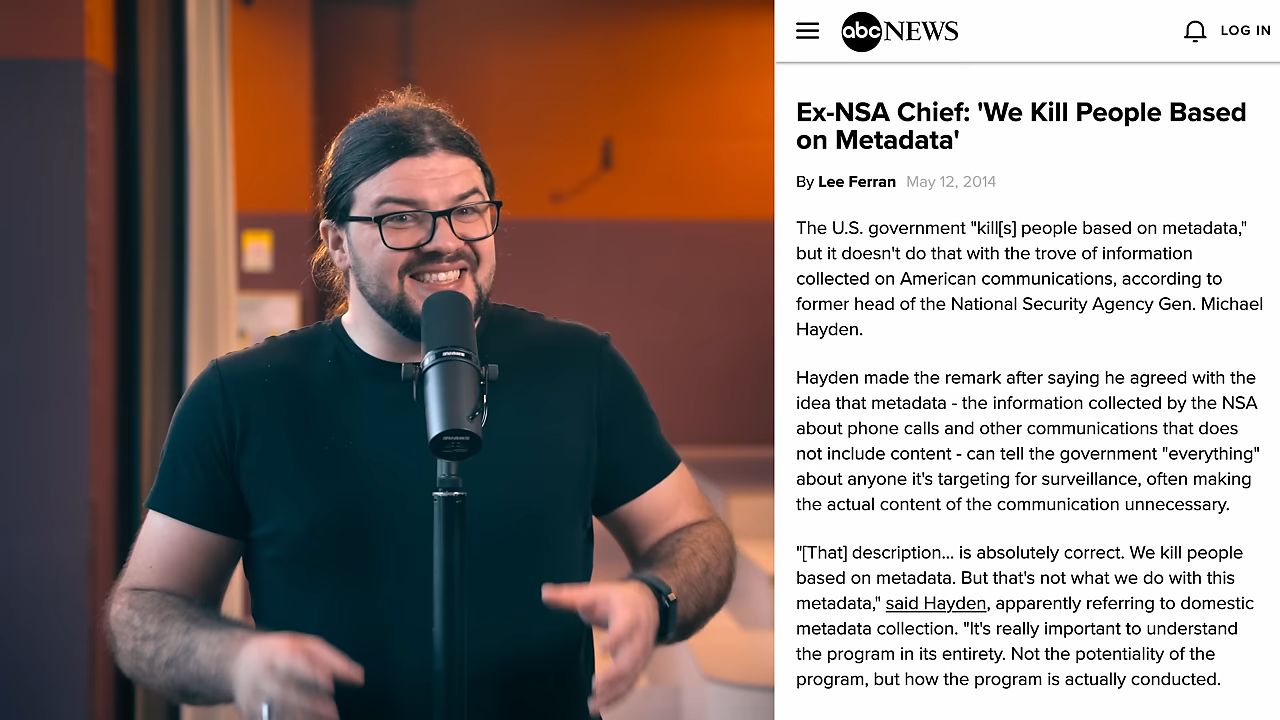 abc NEWS
LOG IN
Ex-NSA Chief: 'We Kill People Based
on Metadata'
By Lee Ferran May 12, 2014
The U.S. government "kill[s] people based on metadata,"
but it doesn't do that with the trove of information
collected on American communications, according to
former head of the National Security Agency Gen. Michael
Hayden.
Hayden made the remark after saying he agreed with the
idea that metadata - the information collected by the NSA
about phone calls and other communications that does
not include content - can tell the government "everything"
about anyone it's targeting for surveillance, often making
the actual content of the communication unnecessary.
"[That] description... is absolutely correct. We kill people
based on metadata. But that's not what we do with this
metadata," said Hayden, apparently referring to domestic
metadata collection. "It's really important to understand
the program in its entirety. Not the potentiality of the
program, but how the program is actually conducted.